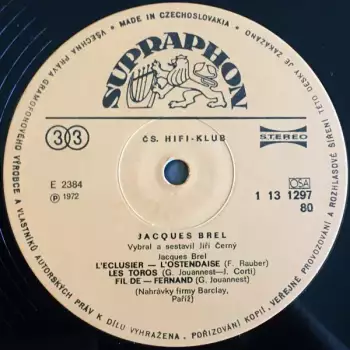 • MADE IN CZECHOSLOVAKIA •
VŠECHNA PRÁVA GRAMOFONOVÉHO VÝROBCE A VLASTNÍKŮ AUTORSKÝCH PRÁV K DÍLU VYHRAŽENA. POŘIZOVÁNÍ KOPIÍ, VEŘEJNÉ PROVOZOVÁNÍ A ROZHLASOVÉ ŠÍŘENÍ TÉTO DESKY JE ZAKÁZÁNO
SUPRAPHON
33
ČS. HIFI-KLUB
STEREO
E 2384
Ⓟ 1972
OSA
1 13 1297
80
JACQUES BREL
Vybral a sestavil Jiří Černý
Jacques Brel
L'ECLUSIER — L'OSTENDAISE (F. Rauber)
LES TOROS (G. Jouannest—J. Corti)
FIL DE — FERNAND (G. Jouannest)
(Nahrávky firmy Barclay,
Paříž)